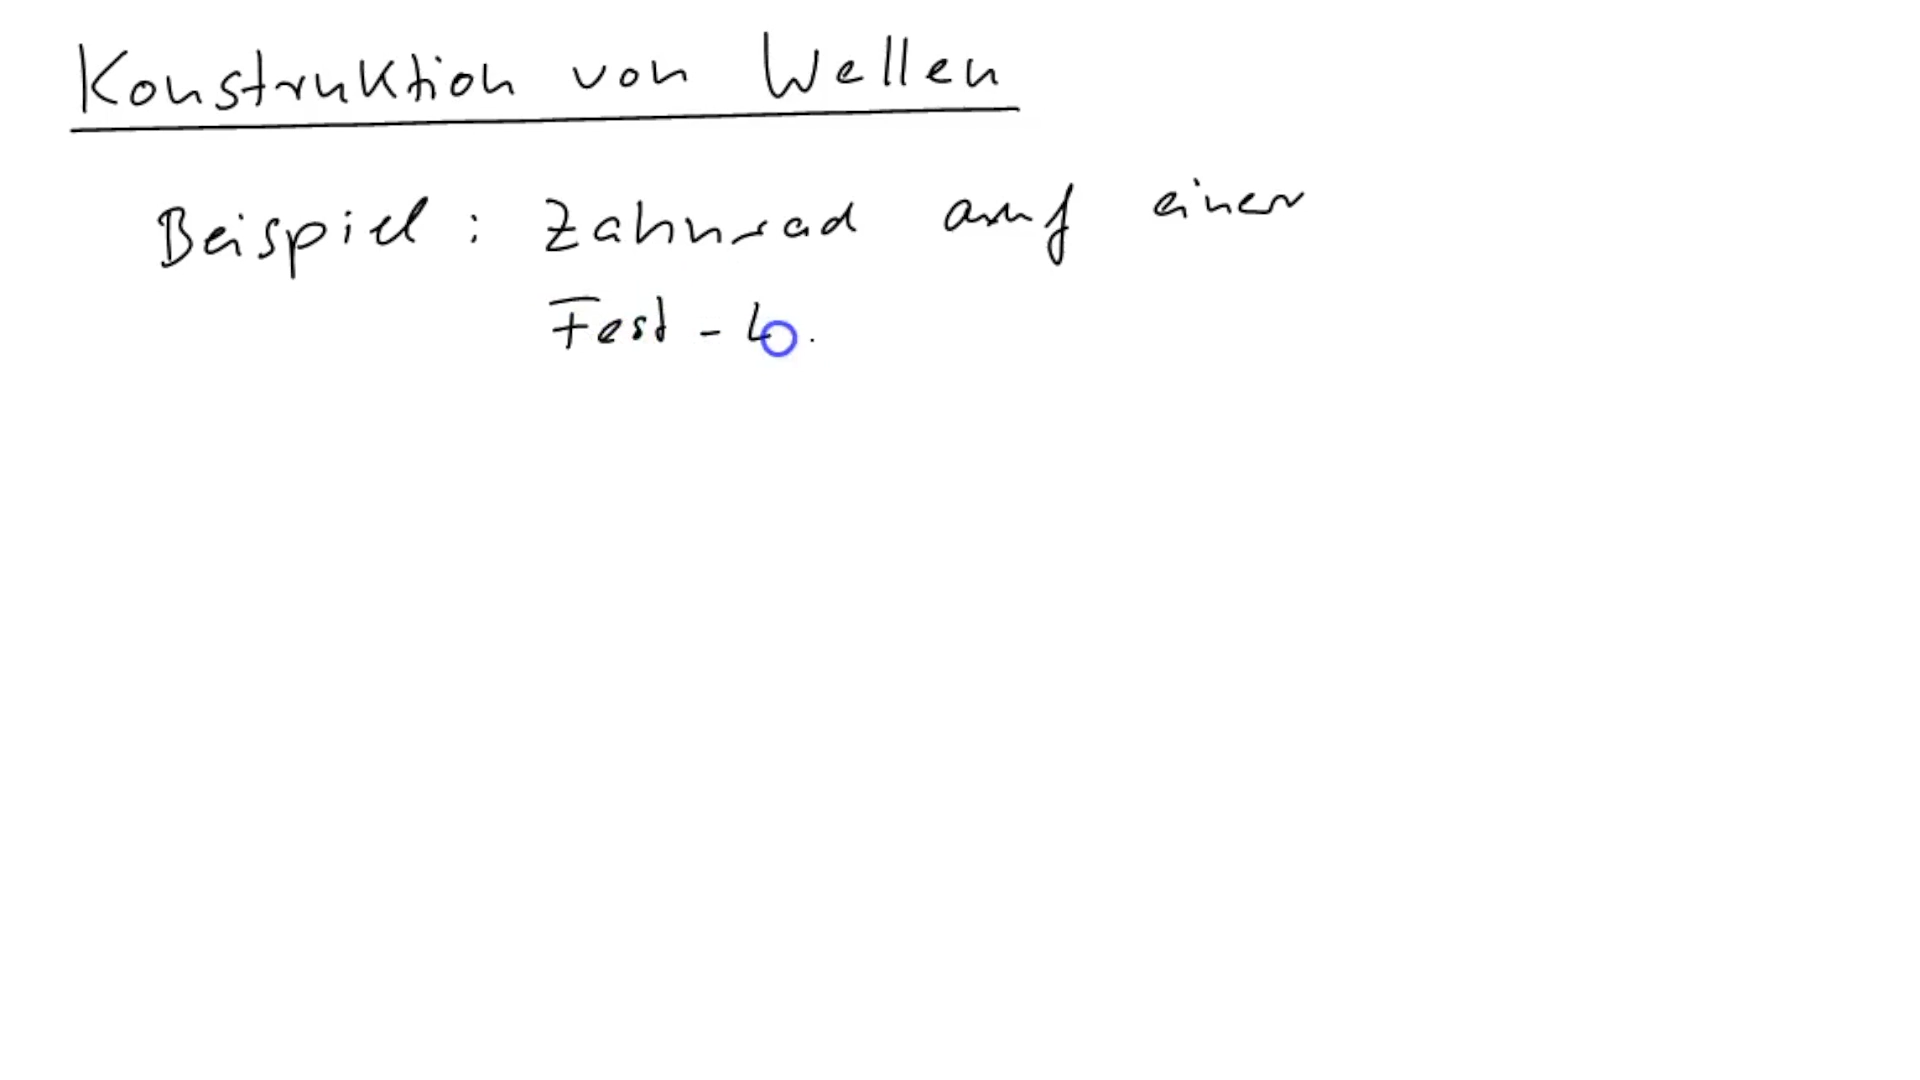 Konstruktion von Wellen
Beispiel: Zahnrad auf einer
Fest - L